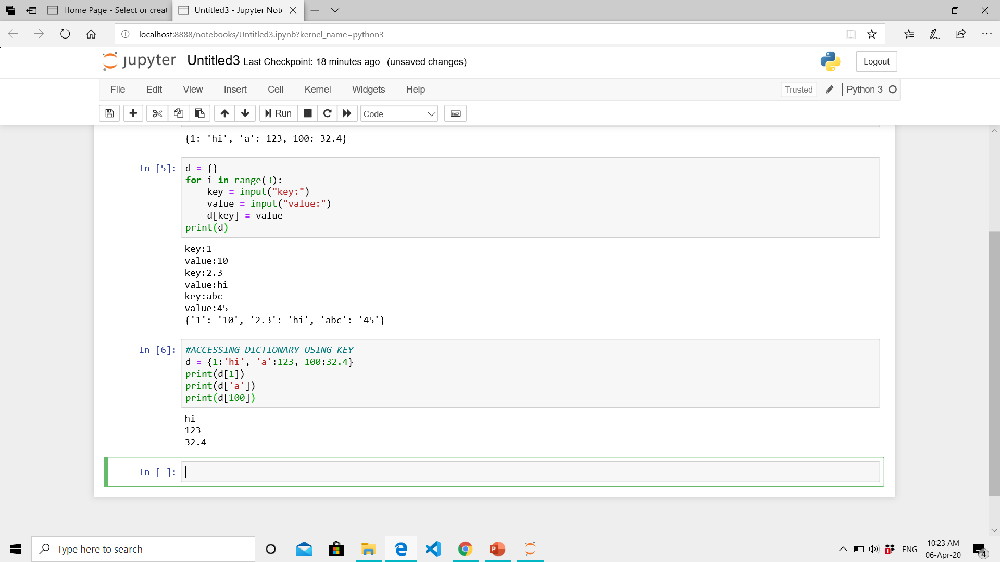 Home Page - Select or creat
Untitled3 - Jupyter Note
localhost:8888/notebooks/Untitled3.ipynb?kernel_name=python3
jupyter Untitled3 Last Checkpoint: 18 minutes ago (unsaved changes)
Logout
File Edit View Insert Cell Kernel Widgets Help
Trusted Python 3
Run Code
{1: 'hi', 'a': 123, 100: 32.4}
In [5]: d = {}
for i in range(3):
    key = input("key:")
    value = input("value:")
    d[key] = value
print(d)
key:1
value:10
key:2.3
value:hi
key:abc
value:45
{'1': '10', '2.3': 'hi', 'abc': '45'}
In [6]: #ACCESSING DICTIONARY USING KEY
d = {1:'hi', 'a':123, 100:32.4}
print(d[1])
print(d['a'])
print(d[100])
hi
123
32.4
In [ ]:
Type here to search
P
1
ENG
10:23 AM
06-Apr-20
4